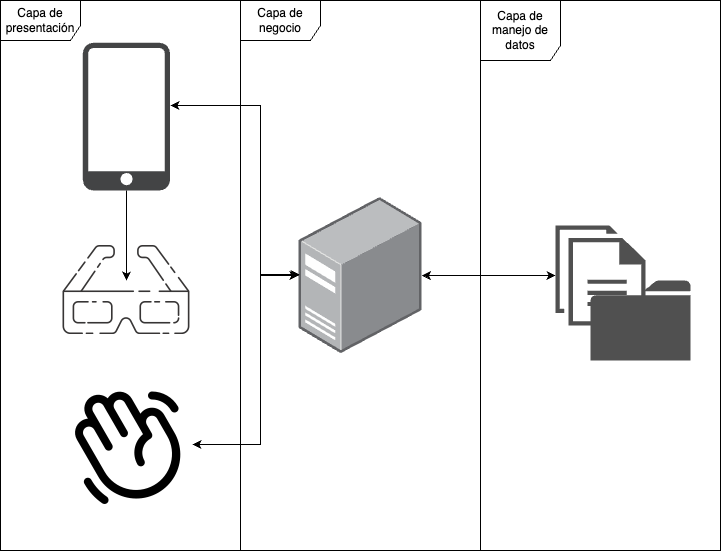 Capa de
presentación
Capa de
negocio
Capa de
manejo de
datos